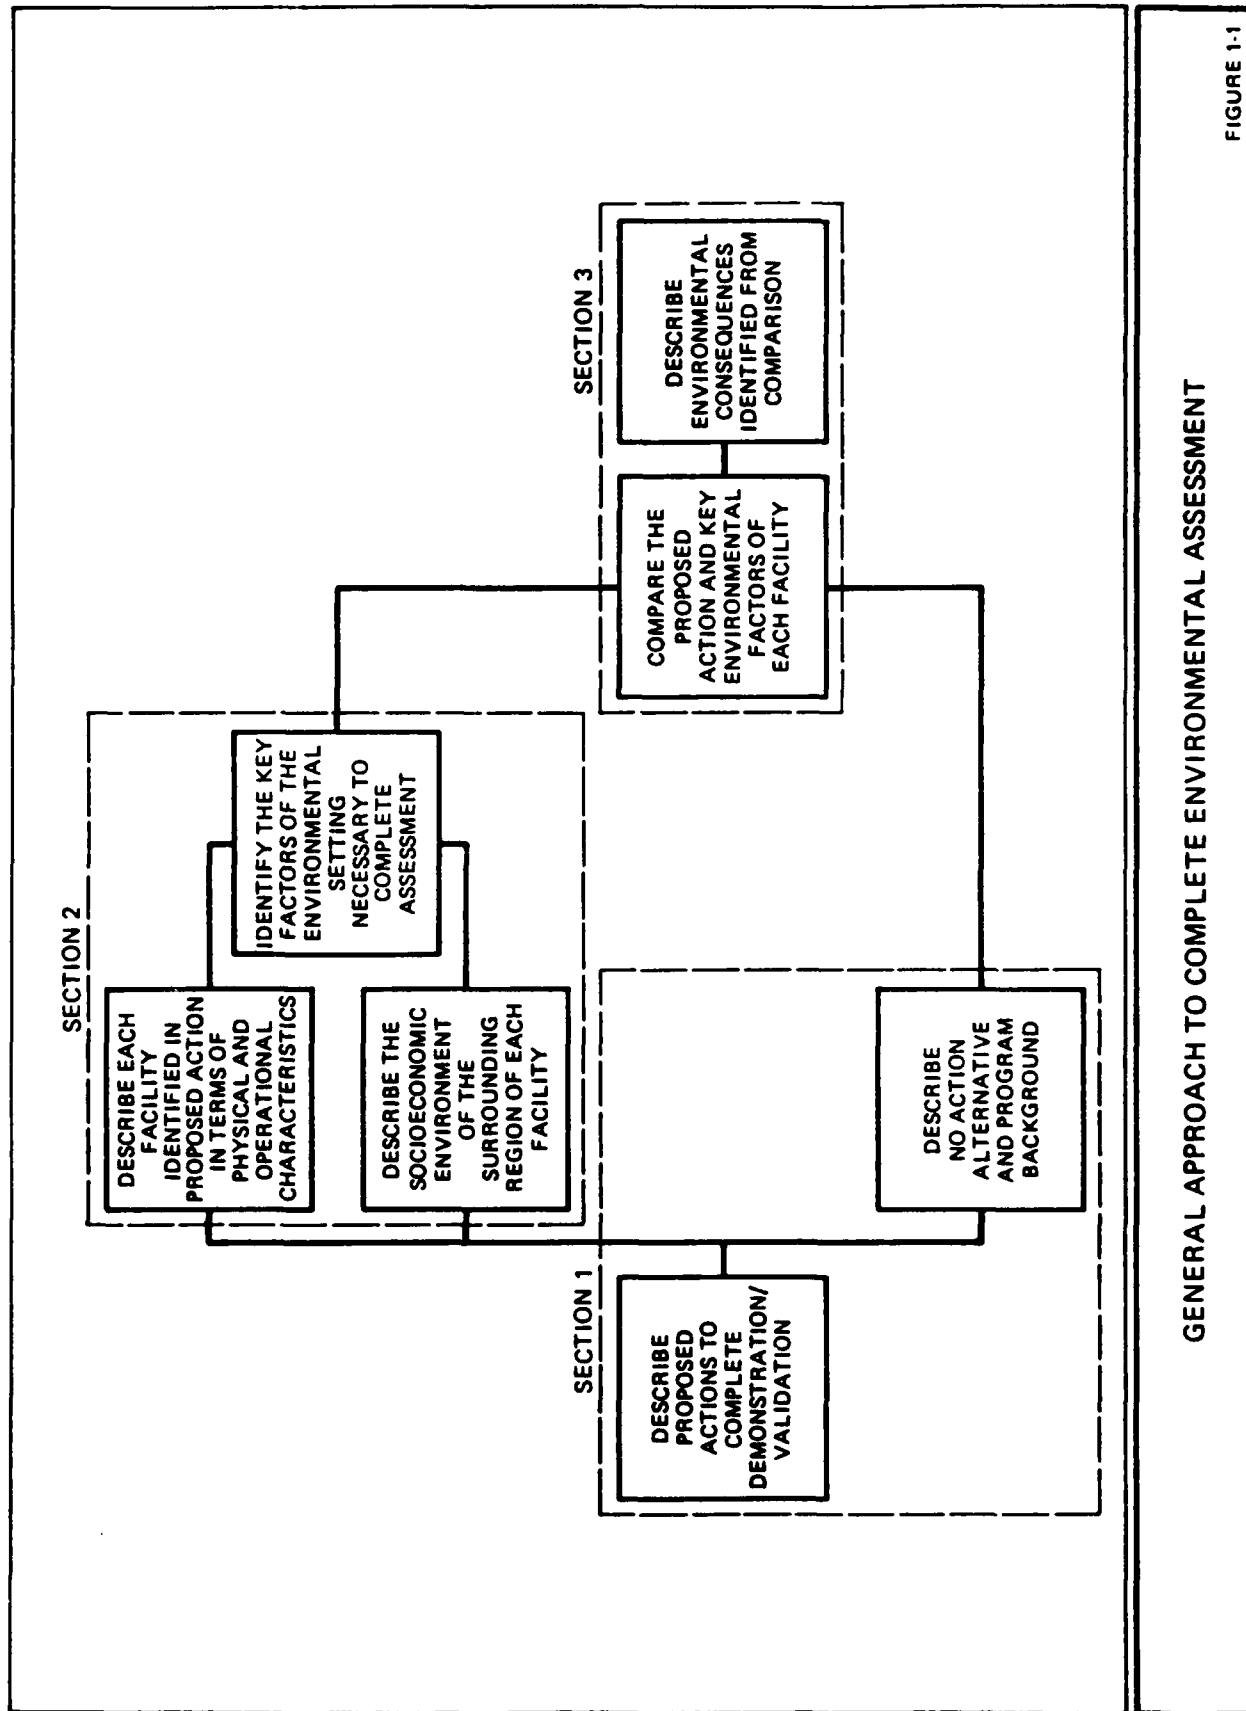 SECTION 1
DESCRIBE
PROPOSED
ACTIONS TO
COMPLETE
DEMONSTRATION/
VALIDATION
DESCRIBE
NO ACTION
ALTERNATIVE
AND PROGRAM
BACKGROUND
SECTION 2
DESCRIBE EACH
FACILITY
IDENTIFIED IN
PROPOSED ACTION
IN TERMS OF
PHYSICAL AND
OPERATIONAL
CHARACTERISTICS
DESCRIBE THE
SOCIOECONOMIC
ENVIRONMENT
OF THE
SURROUNDING
REGION OF EACH
FACILITY
IDENTIFY THE KEY
FACTORS OF THE
ENVIRONMENTAL
SETTING
NECESSARY TO
COMPLETE
ASSESSMENT
SECTION 3
COMPARE THE
PROPOSED
ACTION AND KEY
ENVIRONMENTAL
FACTORS OF
EACH FACILITY
DESCRIBE
ENVIRONMENTAL
CONSEQUENCES
IDENTIFIED FROM
COMPARISON
GENERAL APPROACH TO COMPLETE ENVIRONMENTAL ASSESSMENT
FIGURE 1-1